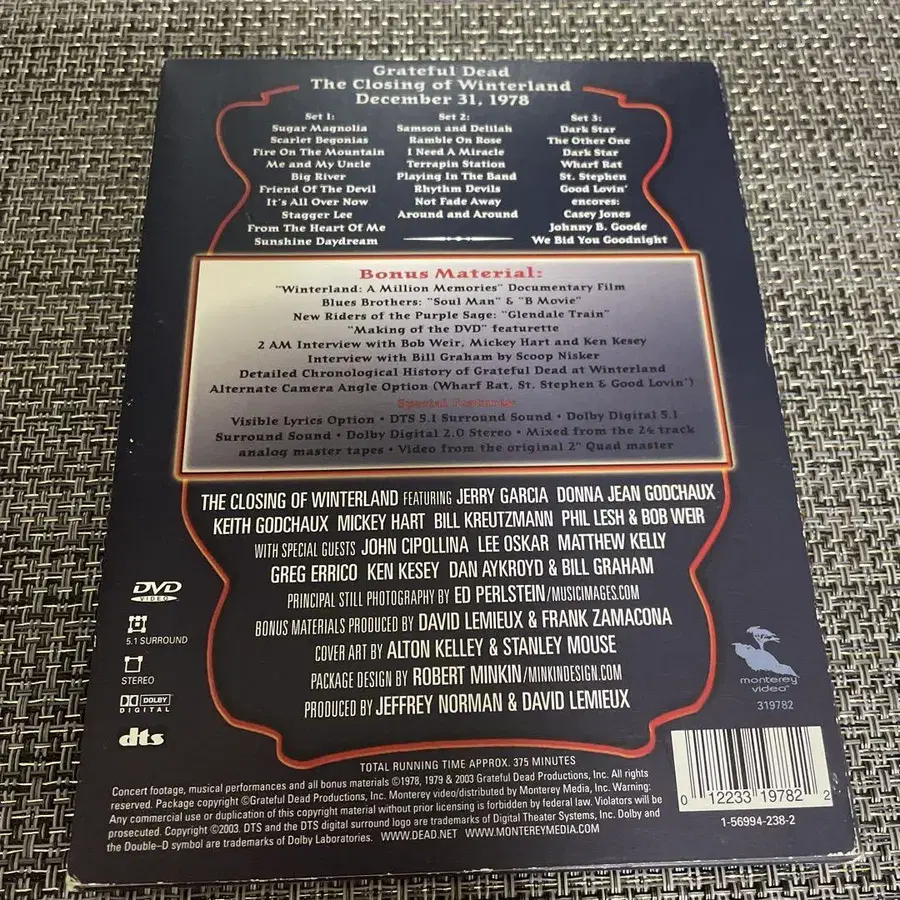 Grateful Dead
The Closing of Winterland
December 31, 1978
Set 1:
Sugar Magnolia
Scarlet Begonias
Fire On The Mountain
Me and My Uncle
Big River
Friend Of The Devil
It's All Over Now
Stagger Lee
From The Heart Of Me
Sunshine Daydream
Set 2:
Samson and Delilah
Ramble On Rose
I Need A Miracle
Terrapin Station
Playing In The Band
Rhythm Devils
Not Fade Away
Around and Around
Set 3:
Dark Star
The Other One
Dark Star
Wharf Rat
St. Stephen
Good Lovin'
encores:
Casey Jones
Johnny B. Goode
We Bid You Goodnight
Bonus Material:
"Winterland: A Million Memories" Documentary Film
Blues Brothers: "Soul Man" & "B Movie"
New Riders of the Purple Sage: "Glendale Train"
"Making of the DVD" featurette
2 AM Interview with Bob Weir, Mickey Hart and Ken Kesey
Interview with Bill Graham by Scoop Nisker
Detailed Chronological History of Grateful Dead at Winterland
Alternate Camera Angle Option (Wharf Rat, St. Stephen & Good Lovin')
Special Features:
Visible Lyrics Option • DTS 5.1 Surround Sound • Dolby Digital 5.1
Surround Sound • Dolby Digital 2.0 Stereo • Mixed from the 24 track
analog master tapes • Video from the original 2" Quad master
THE CLOSING OF WINTERLAND FEATURING JERRY GARCIA DONNA JEAN GODCHAUX
KEITH GODCHAUX MICKEY HART BILL KREUTZMANN PHIL LESH & BOB WEIR
WITH SPECIAL GUESTS JOHN CIPOLLINA LEE OSKAR MATTHEW KELLY
GREG ERRICO KEN KESEY DAN AYKROYD & BILL GRAHAM
PRINCIPAL STILL PHOTOGRAPHY BY ED PERLSTEIN/MUSICIMAGES.COM
BONUS MATERIALS PRODUCED BY DAVID LEMIEUX & FRANK ZAMACONA
COVER ART BY ALTON KELLEY & STANLEY MOUSE
PACKAGE DESIGN BY ROBERT MINKIN/MINKINDESIGN.COM
PRODUCED BY JEFFREY NORMAN & DAVID LEMIEUX
DVD
VIDEO
5.1 SURROUND
STEREO
DOLBY
DIGITAL
dts
monterey
video
319782
TOTAL RUNNING TIME APPROX. 375 MINUTES
Concert footage, musical performances and all bonus materials ©1978, 1979 & 2003 Grateful Dead Productions, Inc. All rights
reserved. Package copyright ©Grateful Dead Productions, Inc. Monterey video/distributed by Monterey Media, Inc. Warning:
Any commercial use or duplication of this copyright material without prior licensing is forbidden by federal law. Violators will be
prosecuted. Copyright ©2003. DTS and the DTS digital surround logo are trademarks of Digital Theater Systems, Inc. Dolby and
the Double-D symbol are trademarks of Dolby Laboratories. WWW.DEAD.NET WWW.MONTEREYMEDIA.COM
0 12233 19782 2
1-56994-238-2